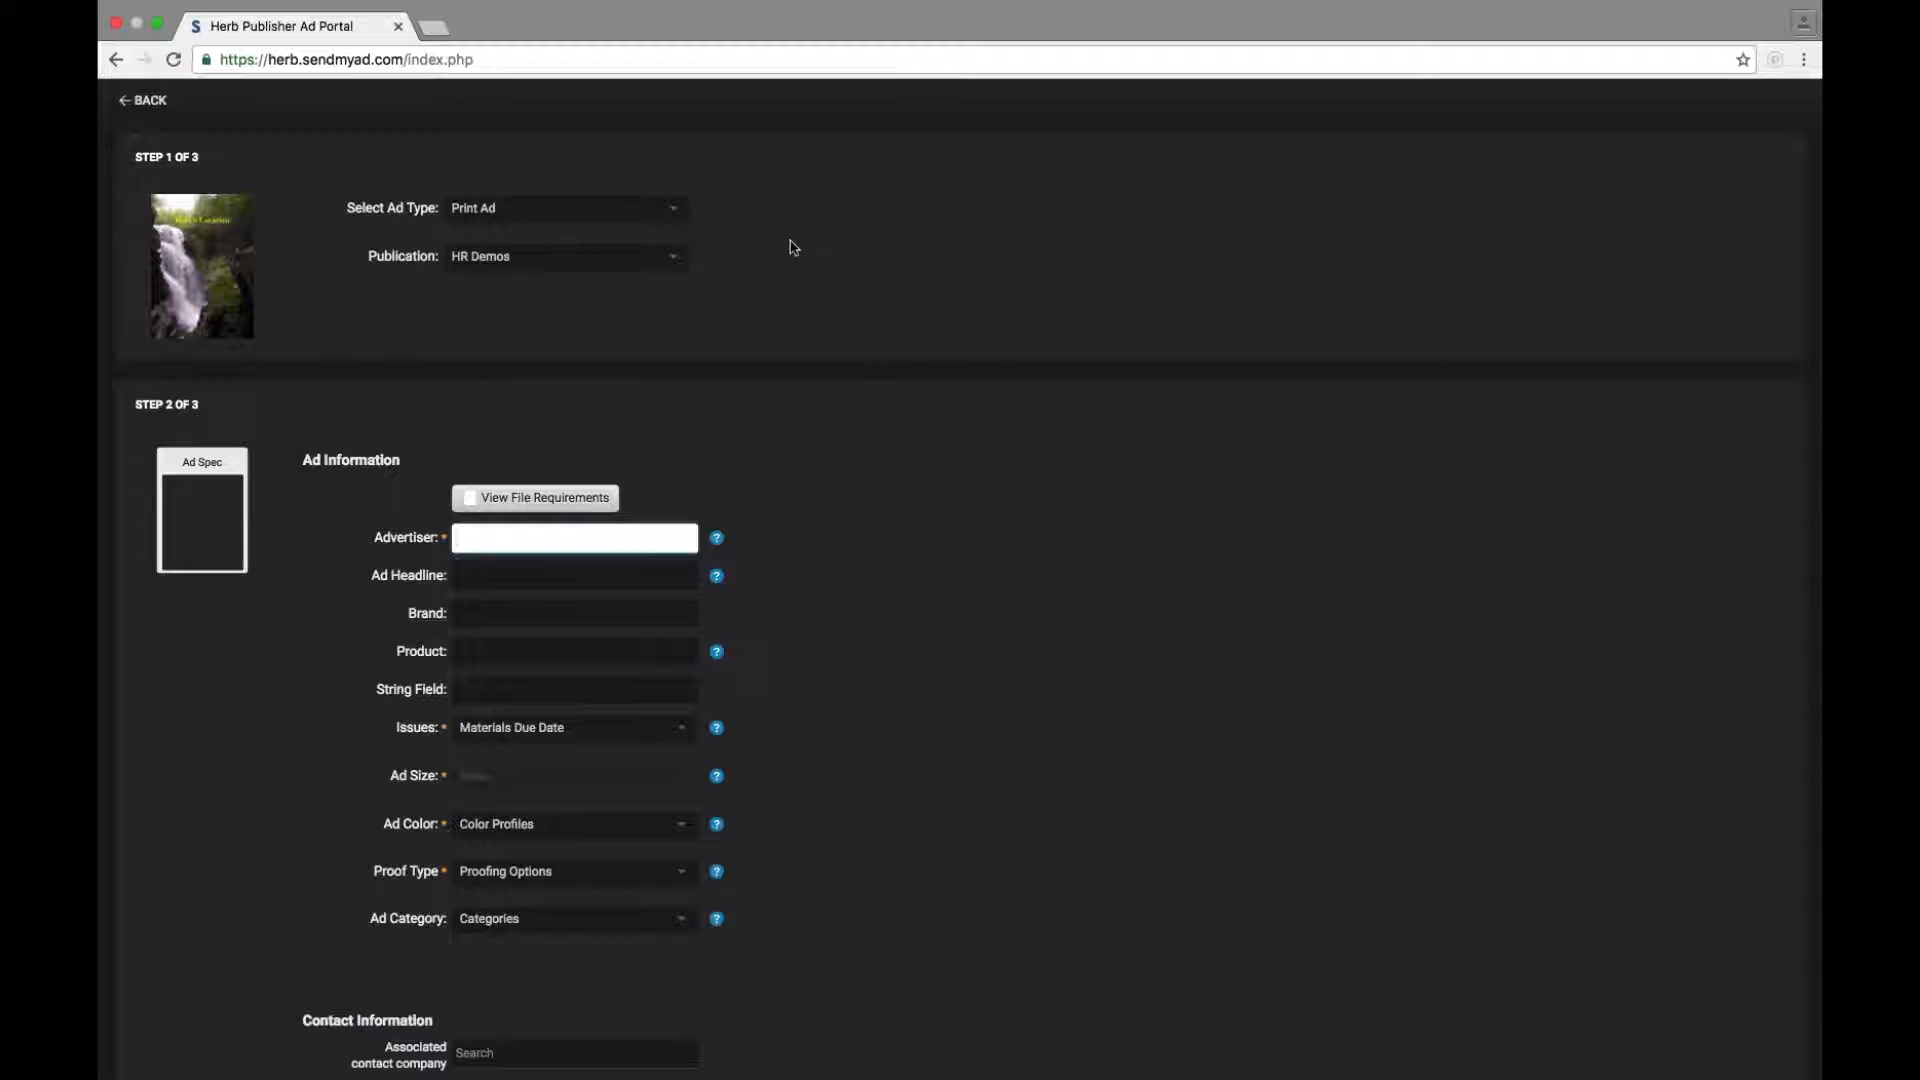 Herb Publisher Ad Portal
https://herb.sendmyad.com/index.php
BACK
STEP 1 OF 3
Select Ad Type: Print Ad
Publication: HR Demos
STEP 2 OF 3
Ad Spec
Ad Information
View File Requirements
Advertiser:*
Ad Headline:
Brand:
Product:
String Field:
Issues:* Materials Due Date
Ad Size:*
Ad Color:* Color Profiles
Proof Type* Proofing Options
Ad Category: Categories
Contact Information
Associated
contact company
Search